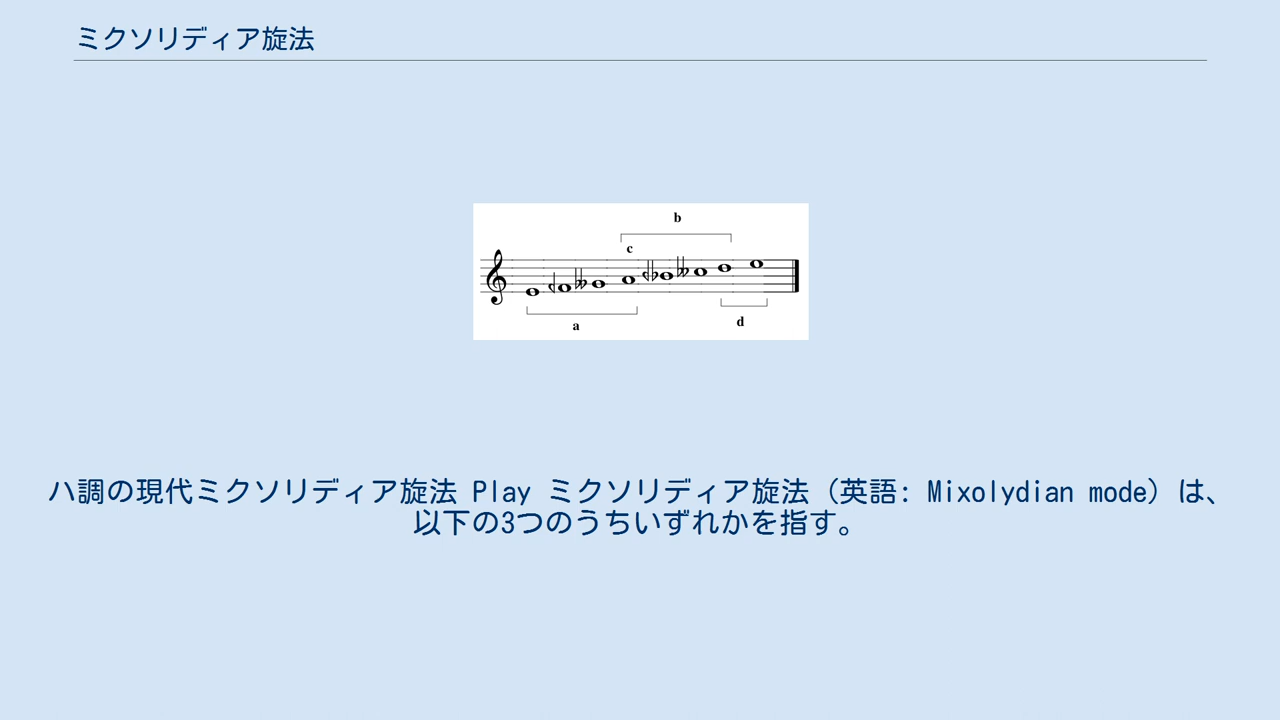 ミクソリディア旋法
b
c
a
d
ハ調の現代ミクソリディア旋法 Play ミクソリディア旋法（英語: Mixolydian mode）は、
以下の3つのうちいずれかを指す。